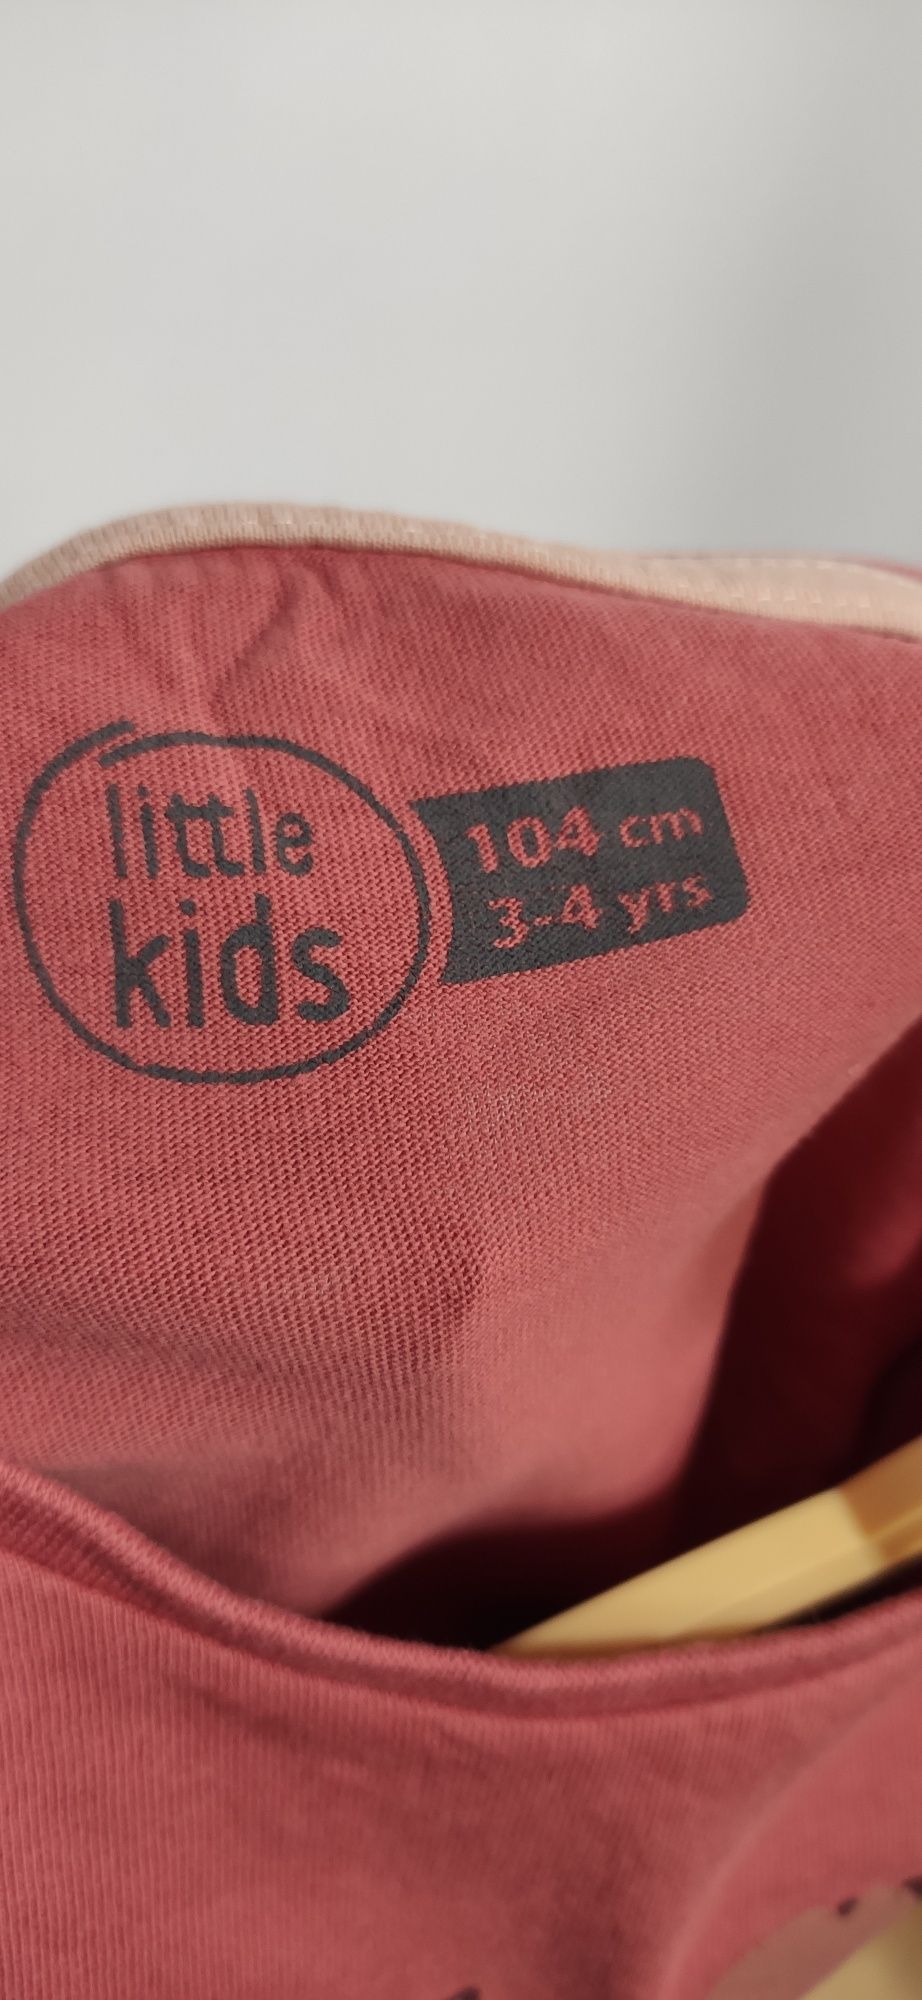 little
kids
104 cm
3-4 yrs